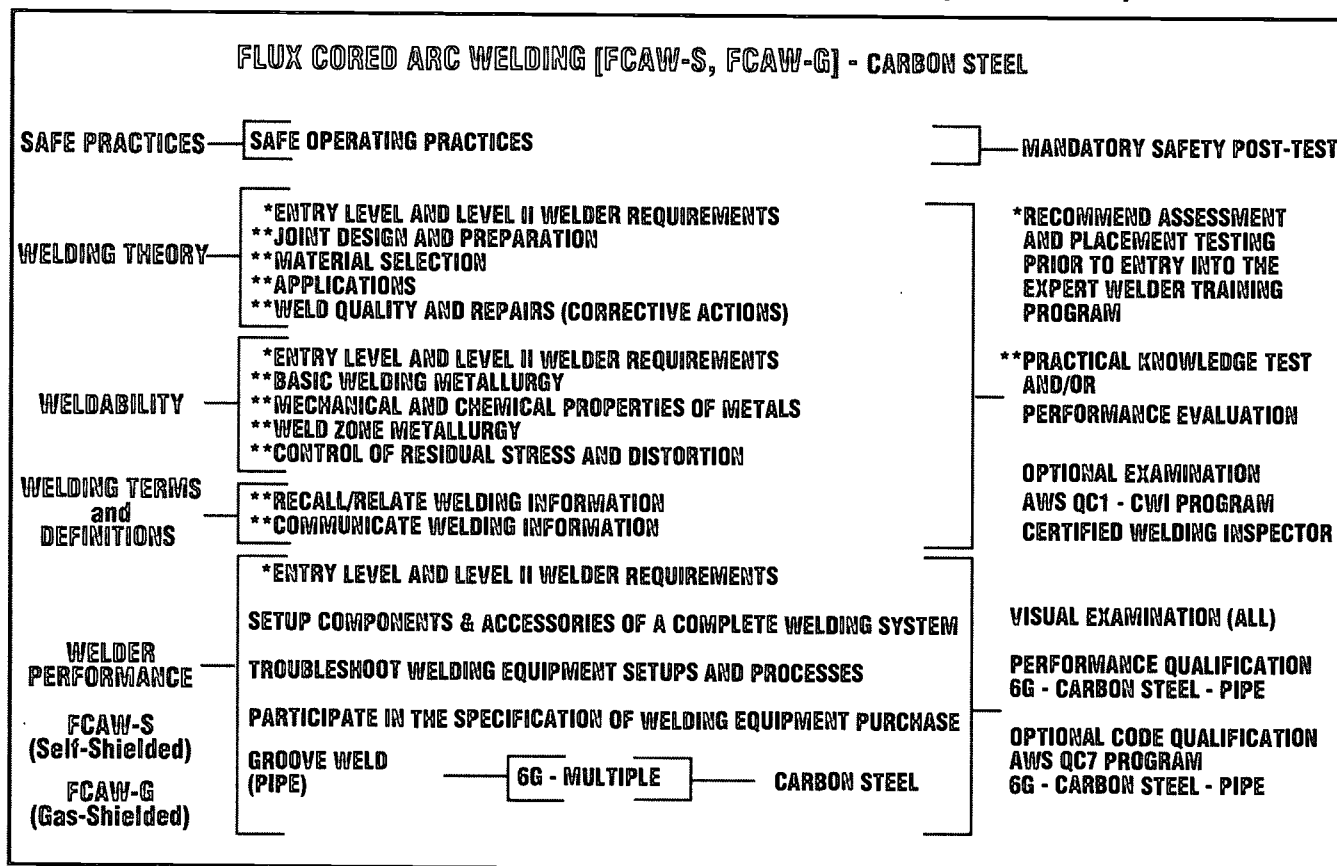 FLUX CORED ARC WELDING [FCAW-S, FCAW-G] - CARBON STEEL
SAFE PRACTICES
SAFE OPERATING PRACTICES
MANDATORY SAFETY POST-TEST
WELDING THEORY
*ENTRY LEVEL AND LEVEL II WELDER REQUIREMENTS
**JOINT DESIGN AND PREPARATION
**MATERIAL SELECTION
**APPLICATIONS
**WELD QUALITY AND REPAIRS (CORRECTIVE ACTIONS)
*RECOMMEND ASSESSMENT
AND PLACEMENT TESTING
PRIOR TO ENTRY INTO THE
EXPERT WELDER TRAINING
PROGRAM
WELDABILITY
*ENTRY LEVEL AND LEVEL II WELDER REQUIREMENTS
**BASIC WELDING METALLURGY
**MECHANICAL AND CHEMICAL PROPERTIES OF METALS
**WELD ZONE METALLURGY
**CONTROL OF RESIDUAL STRESS AND DISTORTION
**PRACTICAL KNOWLEDGE TEST
AND/OR
PERFORMANCE EVALUATION
WELDING TERMS
and
DEFINITIONS
**RECALL/RELATE WELDING INFORMATION
**COMMUNICATE WELDING INFORMATION
OPTIONAL EXAMINATION
AWS QC1 - CWI PROGRAM
CERTIFIED WELDING INSPECTOR
WELDER
PERFORMANCE
FCAW-S
(Self-Shielded)
FCAW-G
(Gas-Shielded)
*ENTRY LEVEL AND LEVEL II WELDER REQUIREMENTS
SETUP COMPONENTS & ACCESSORIES OF A COMPLETE WELDING SYSTEM
TROUBLESHOOT WELDING EQUIPMENT SETUPS AND PROCESSES
PARTICIPATE IN THE SPECIFICATION OF WELDING EQUIPMENT PURCHASE
GROOVE WELD
(PIPE)
6G - MULTIPLE
CARBON STEEL
VISUAL EXAMINATION (ALL)
PERFORMANCE QUALIFICATION
6G - CARBON STEEL - PIPE
OPTIONAL CODE QUALIFICATION
AWS QC7 PROGRAM
6G - CARBON STEEL - PIPE